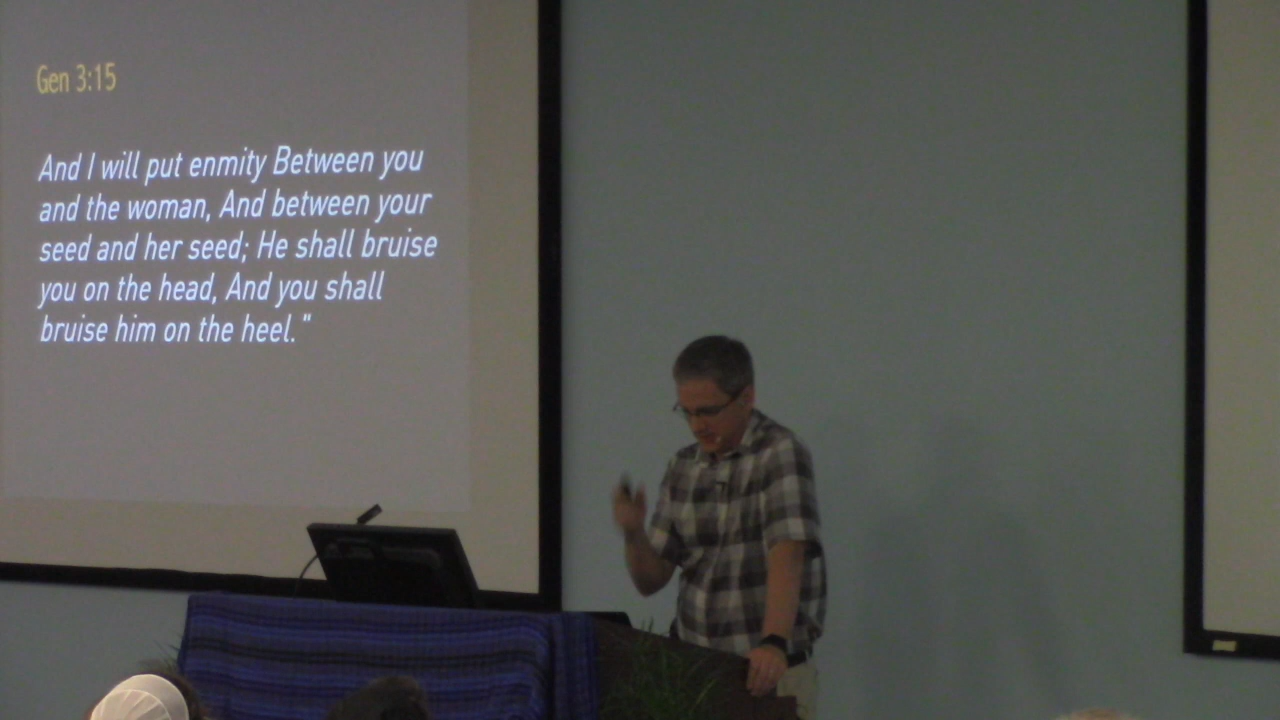 Gen 3:15
And I will put enmity Between you
and the woman, And between your
seed and her seed; He shall bruise
you on the head, And you shall
bruise him on the heel."